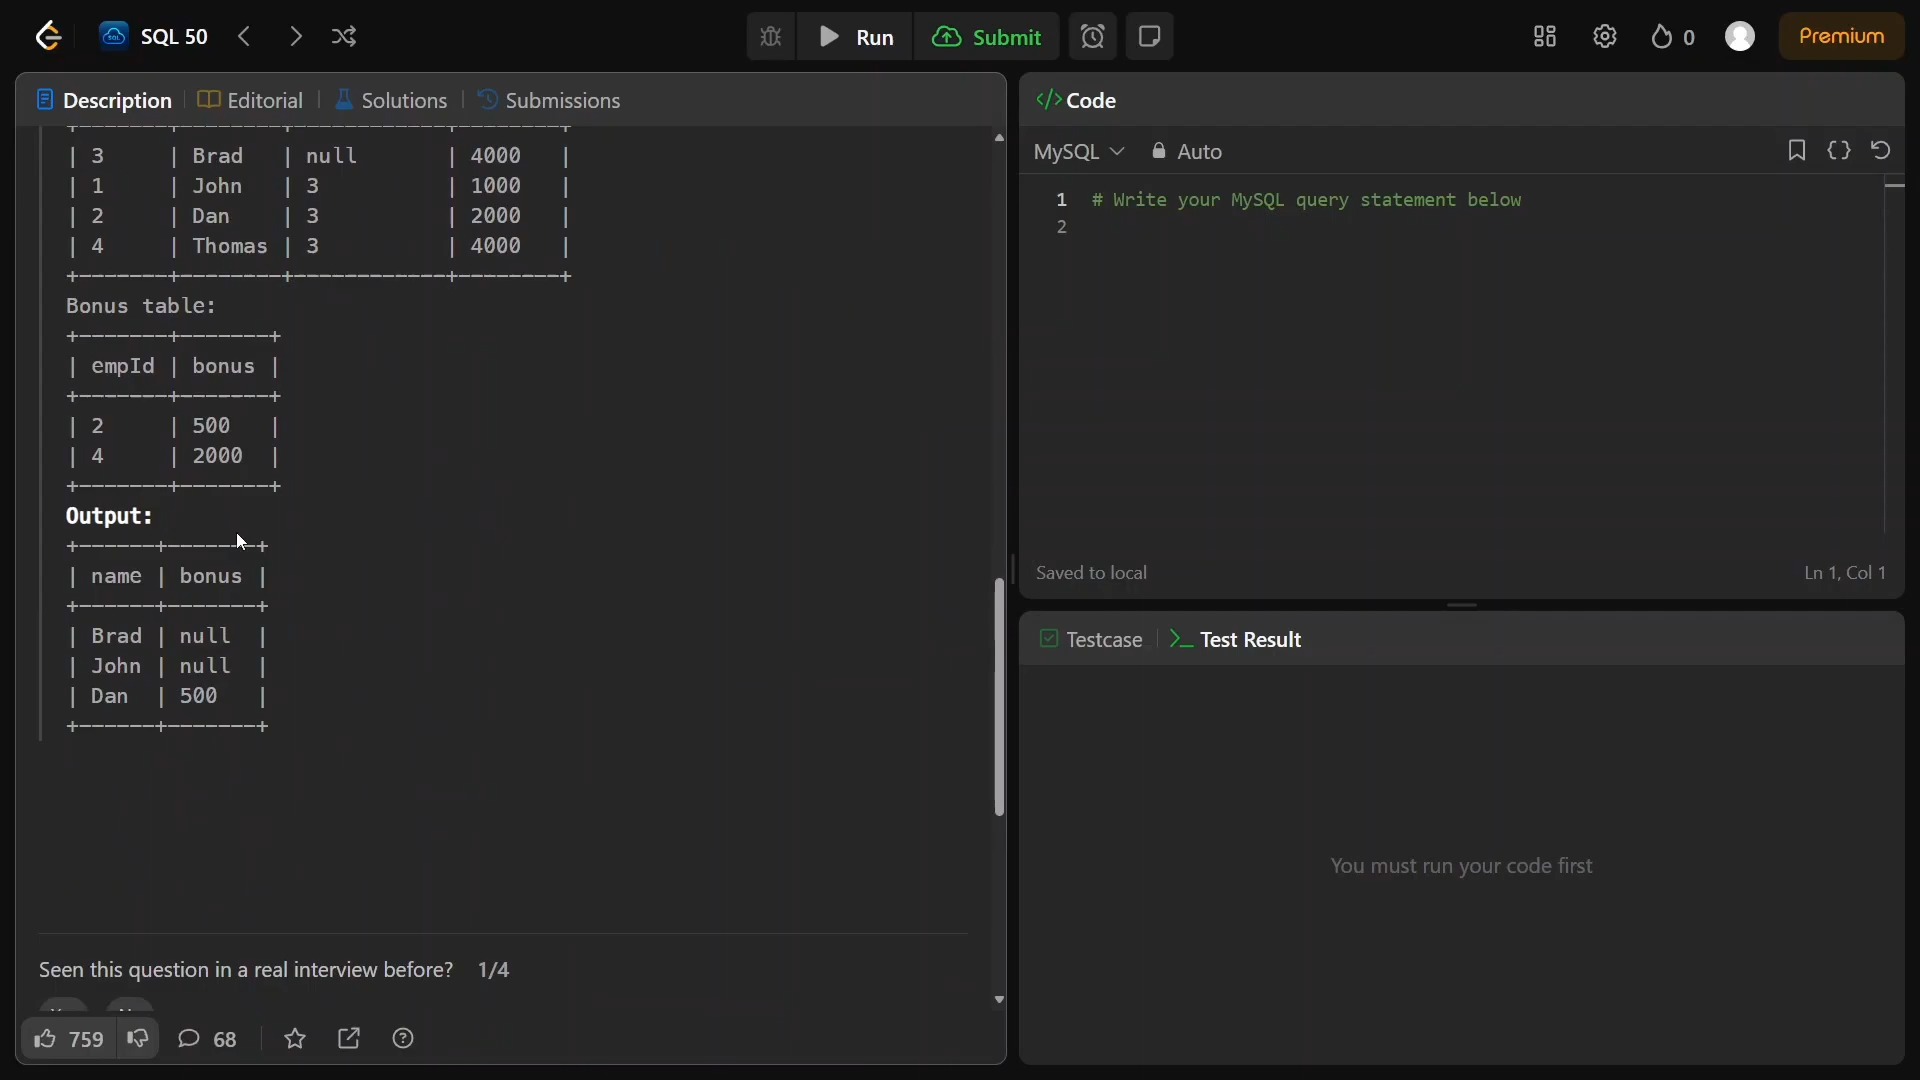 SQL 50
Run
Submit
0
Premium
Description
Editorial
Solutions
Submissions
+-------+--------+------------+--------+
| 3     | Brad   | null       | 4000   |
| 1     | John   | 3          | 1000   |
| 2     | Dan    | 3          | 2000   |
| 4     | Thomas | 3          | 4000   |
+-------+--------+------------+--------+
Bonus table:
+-------+-------+
| empId | bonus |
+-------+-------+
| 2     | 500   |
| 4     | 2000  |
+-------+-------+
Output:
+------+-------+
| name | bonus |
+------+-------+
| Brad | null  |
| John | null  |
| Dan  | 500   |
+------+-------+
Seen this question in a real interview before? 1/4
759
68
</> Code
MySQL
Auto
{}
1 # Write your MySQL query statement below
2
Saved to local
Ln 1, Col 1
Testcase
>_ Test Result
You must run your code first